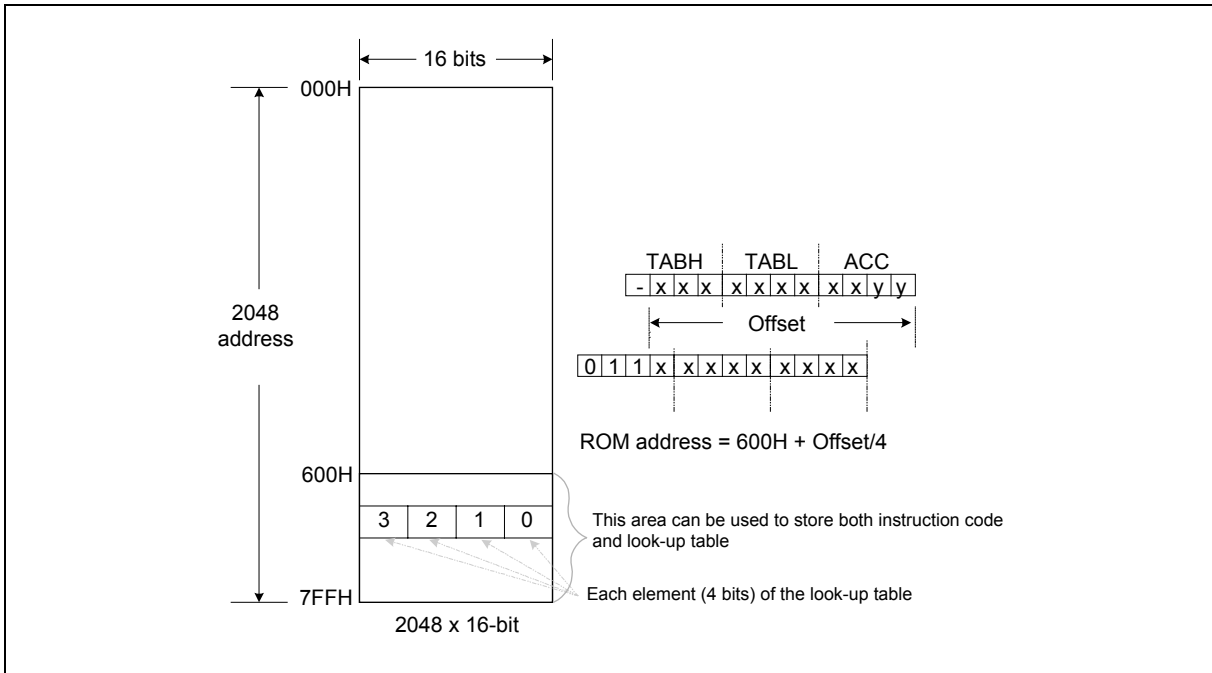 16 bits
000H
TABH TABL ACC
- x x x x x x x x x y y
2048
address
Offset
0 1 1 x x x x x x x x x
ROM address = 600H + Offset/4
600H
3 2 1 0
This area can be used to store both instruction code
and look-up table
Each element (4 bits) of the look-up table
7FFH
2048 x 16-bit